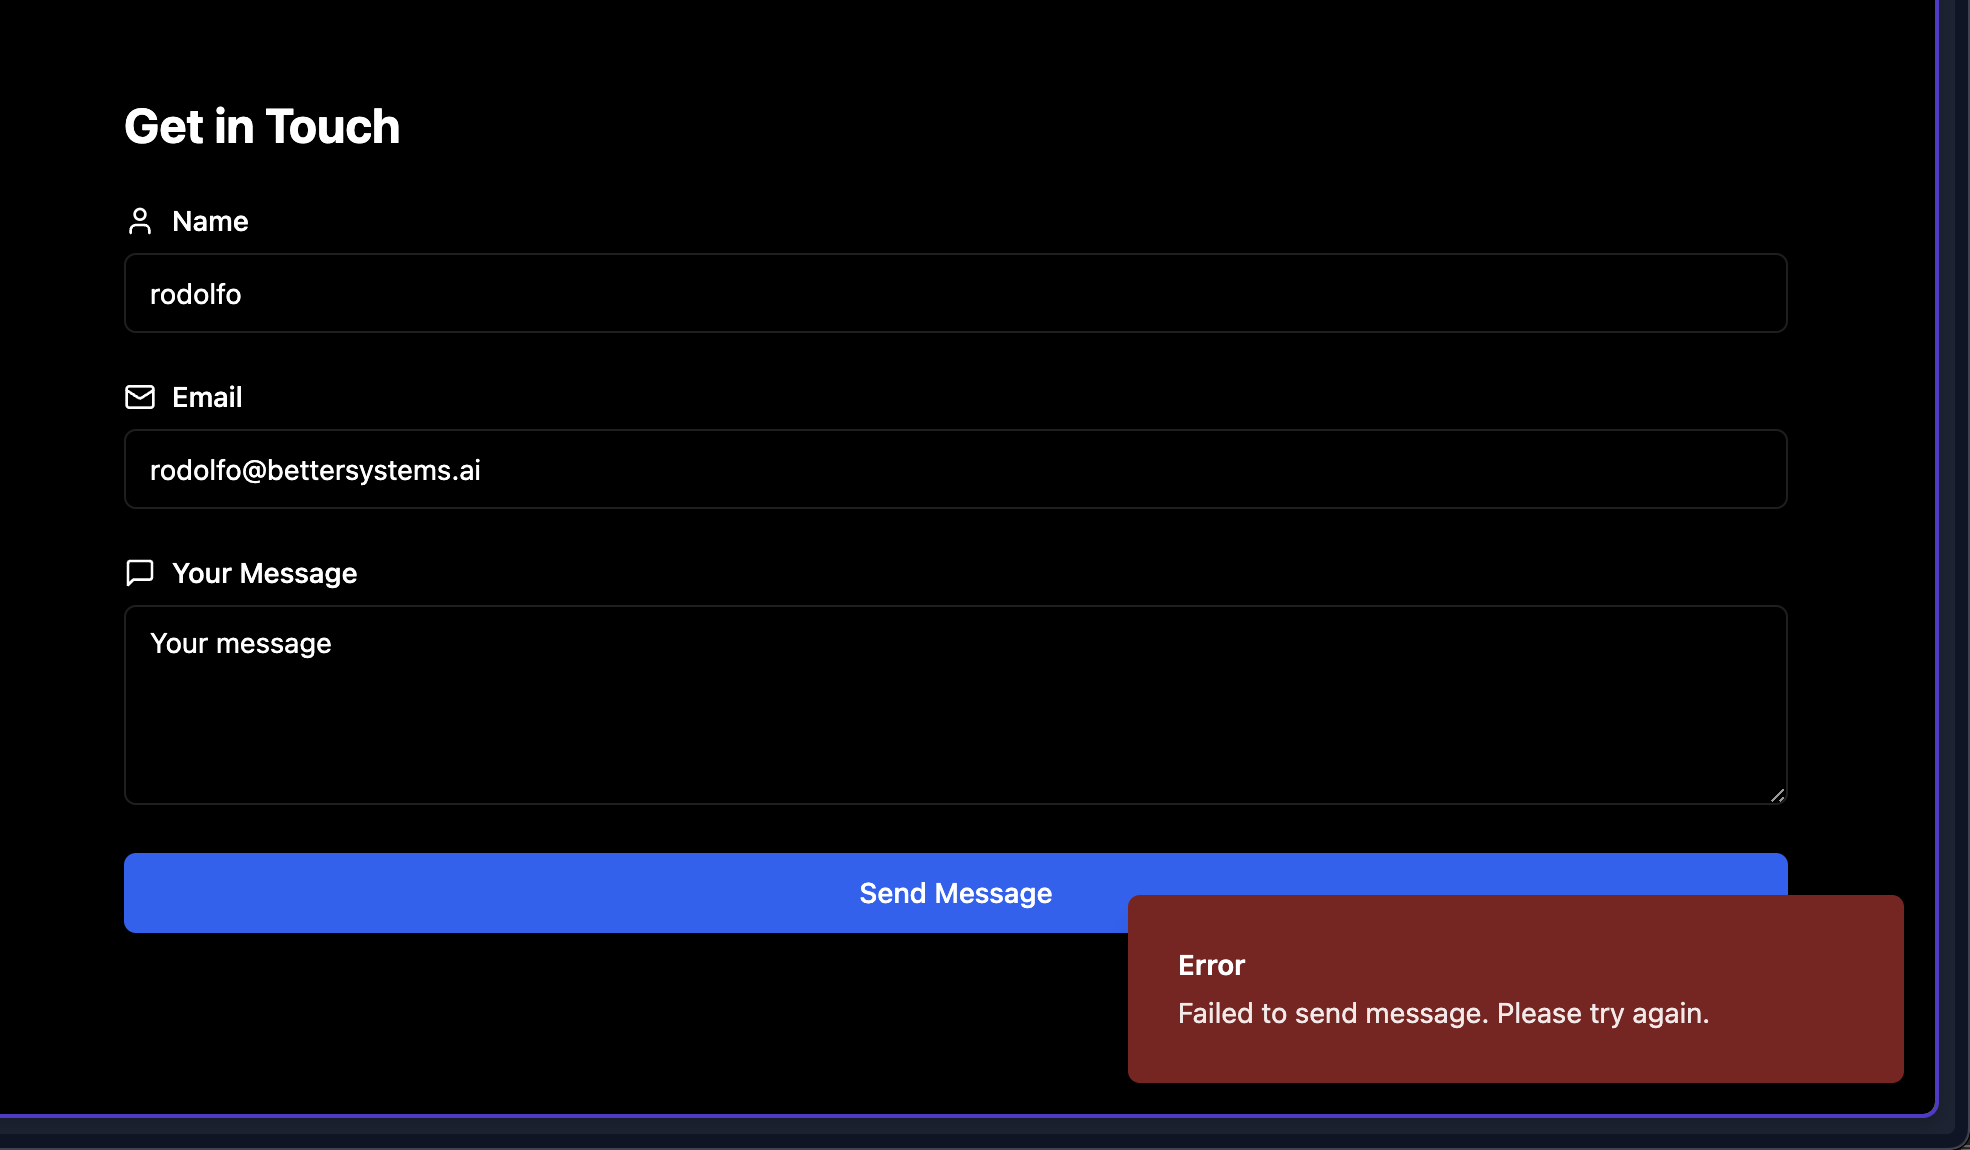 Get in Touch
Name
rodolfo
Email
rodolfo@bettersystems.ai
Your Message
Your message
Send Message
Error
Failed to send message. Please try again.